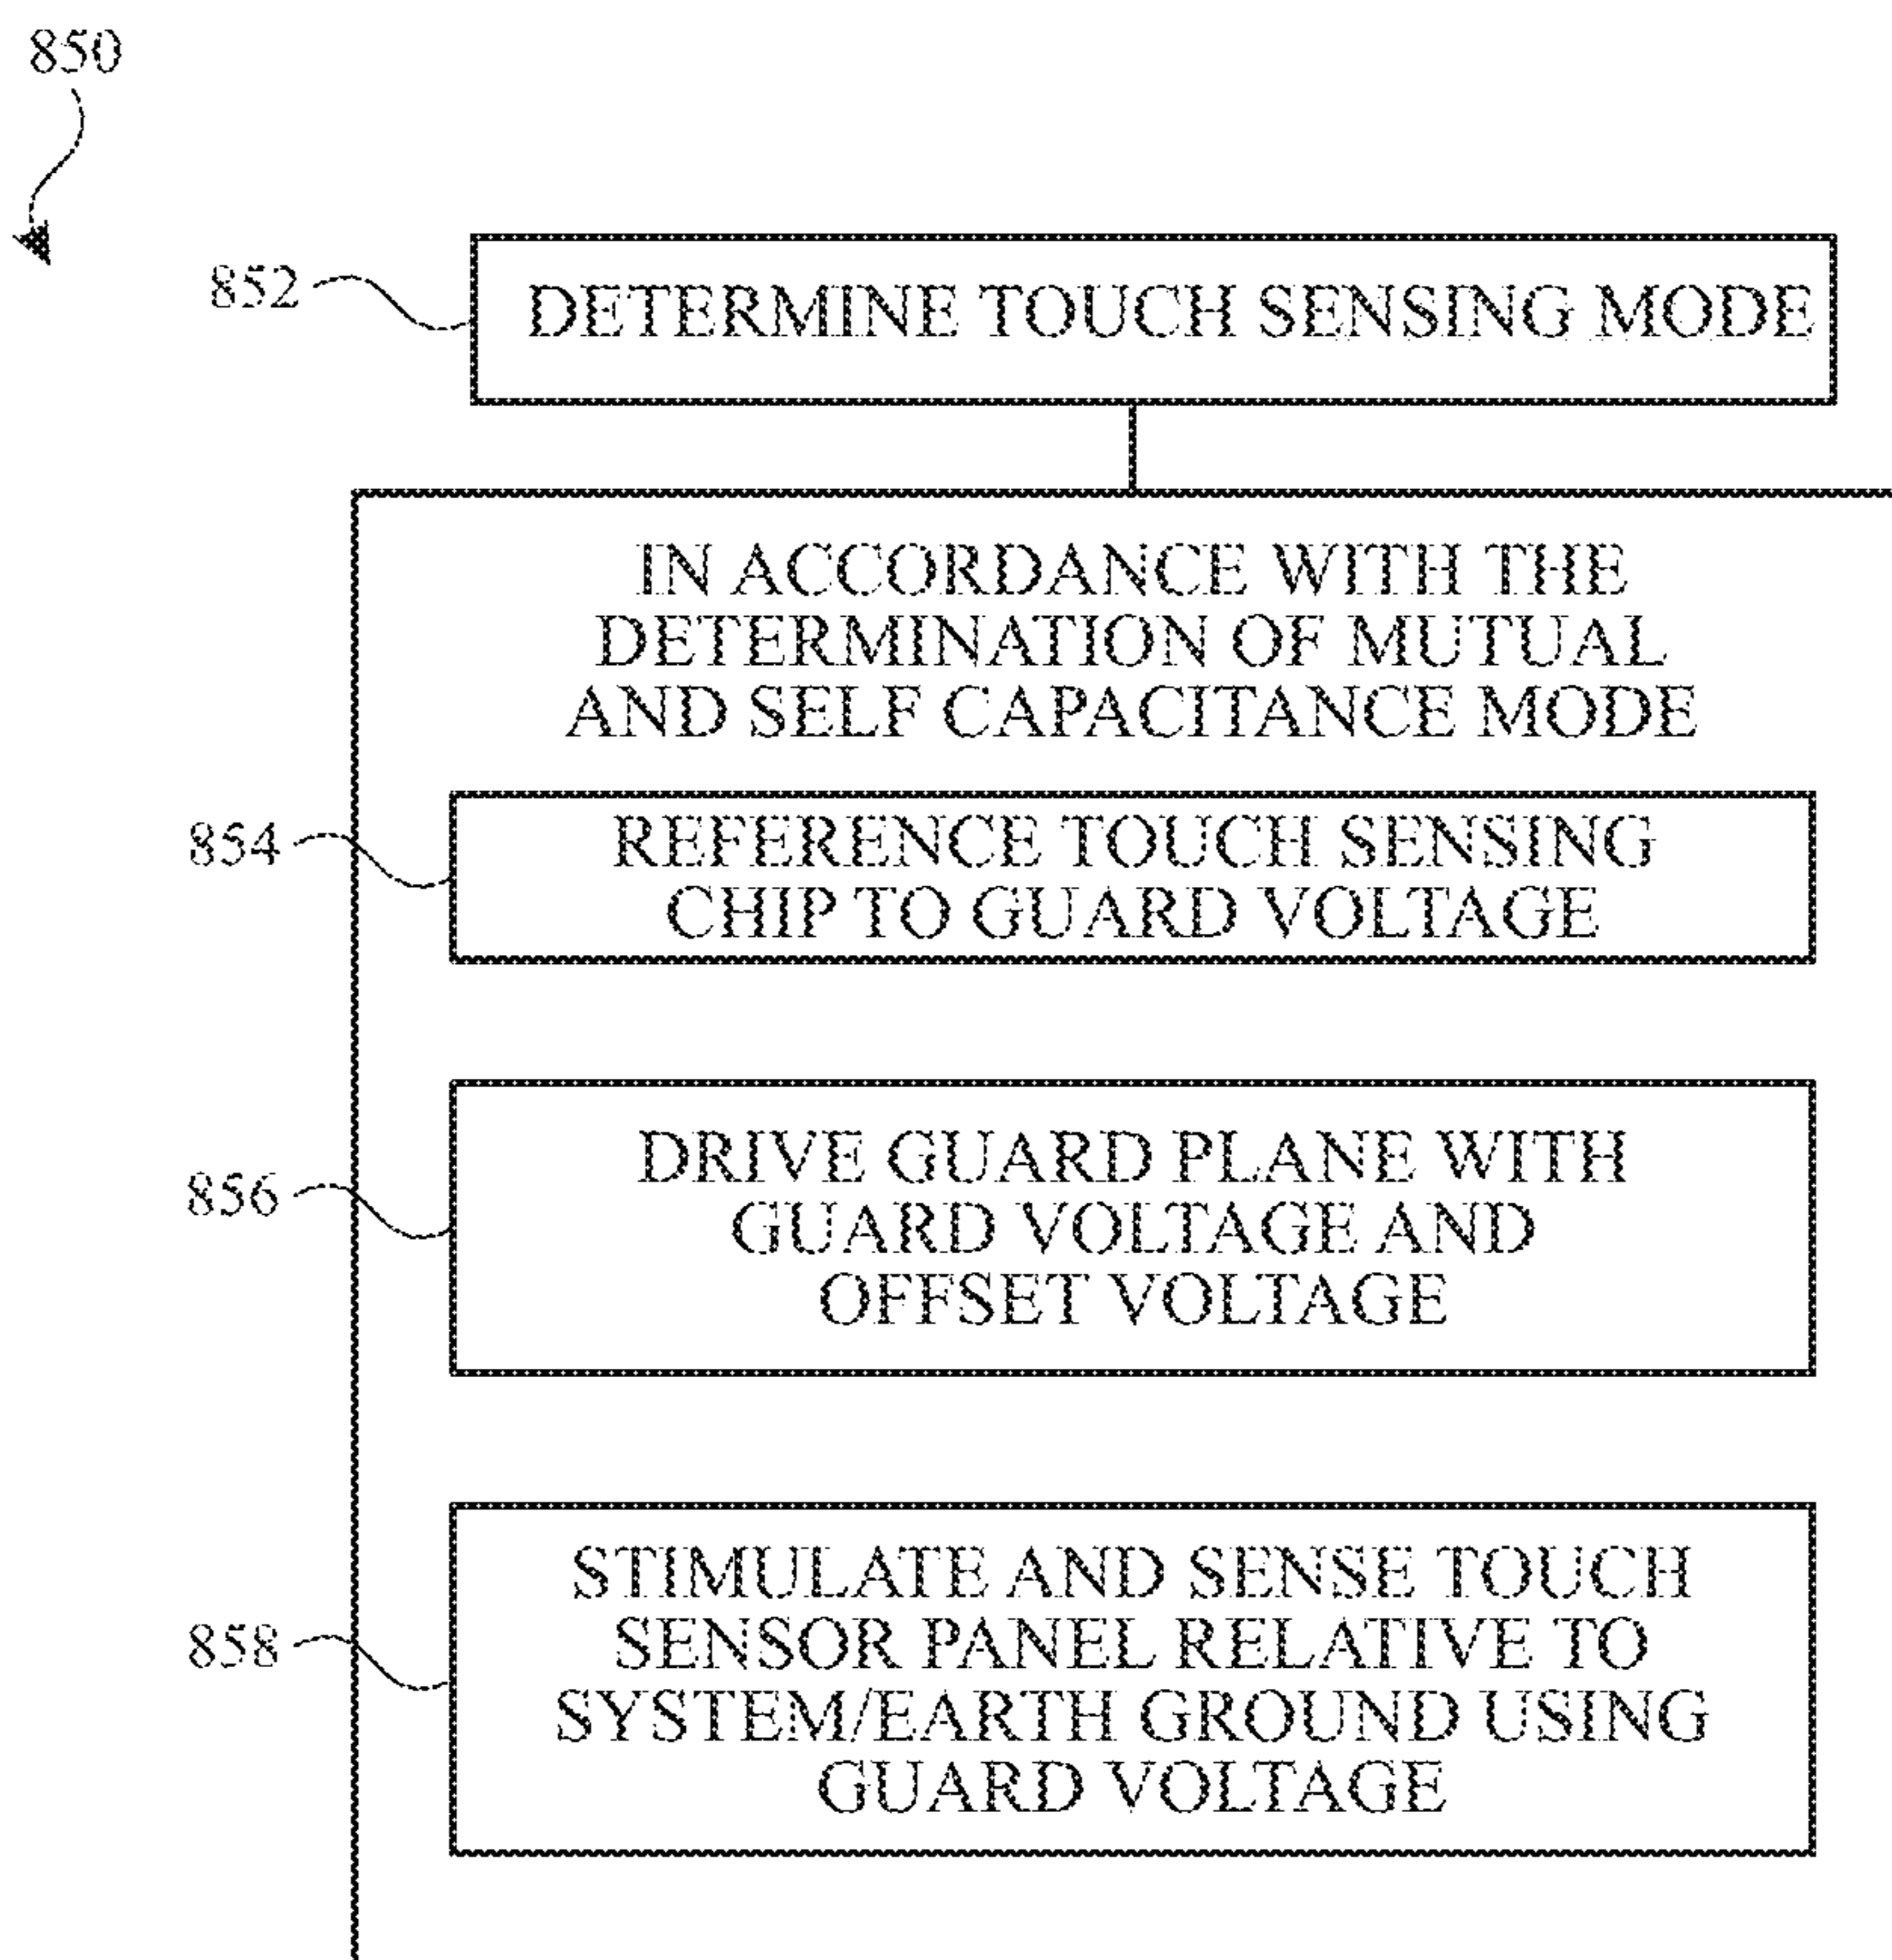 850
852
DETERMINE TOUCH SENSING MODE
IN ACCORDANCE WITH THE
DETERMINATION OF MUTUAL
AND SELF CAPACITANCE MODE
854
REFERENCE TOUCH SENSING
CHIP TO GUARD VOLTAGE
856
DRIVE GUARD PLANE WITH
GUARD VOLTAGE AND
OFFSET VOLTAGE
858
STIMULATE AND SENSE TOUCH
SENSOR PANEL RELATIVE TO
SYSTEM/EARTH GROUND USING
GUARD VOLTAGE